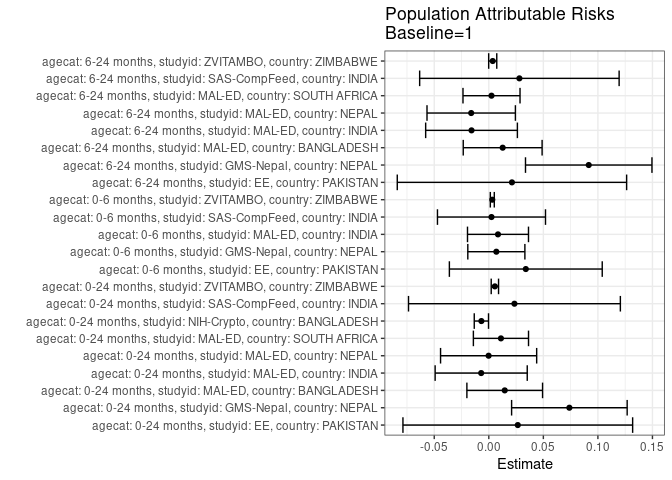 Population Attributable Risks
Baseline=1
agecat: 6-24 months, studyid: ZVITAMBO, country: ZIMBABWE
agecat: 6-24 months, studyid: SAS-CompFeed, country: INDIA
agecat: 6-24 months, studyid: MAL-ED, country: SOUTH AFRICA
agecat: 6-24 months, studyid: MAL-ED, country: NEPAL
agecat: 6-24 months, studyid: MAL-ED, country: INDIA
agecat: 6-24 months, studyid: MAL-ED, country: BANGLADESH
agecat: 6-24 months, studyid: GMS-Nepal, country: NEPAL
agecat: 6-24 months, studyid: EE, country: PAKISTAN
agecat: 0-6 months, studyid: ZVITAMBO, country: ZIMBABWE
agecat: 0-6 months, studyid: SAS-CompFeed, country: INDIA
agecat: 0-6 months, studyid: MAL-ED, country: INDIA
agecat: 0-6 months, studyid: GMS-Nepal, country: NEPAL
agecat: 0-6 months, studyid: EE, country: PAKISTAN
agecat: 0-24 months, studyid: ZVITAMBO, country: ZIMBABWE
agecat: 0-24 months, studyid: SAS-CompFeed, country: INDIA
agecat: 0-24 months, studyid: NIH-Crypto, country: BANGLADESH
agecat: 0-24 months, studyid: MAL-ED, country: SOUTH AFRICA
agecat: 0-24 months, studyid: MAL-ED, country: NEPAL
agecat: 0-24 months, studyid: MAL-ED, country: INDIA
agecat: 0-24 months, studyid: MAL-ED, country: BANGLADESH
agecat: 0-24 months, studyid: GMS-Nepal, country: NEPAL
agecat: 0-24 months, studyid: EE, country: PAKISTAN
-0.05 0.00 0.05 0.10 0.15
Estimate